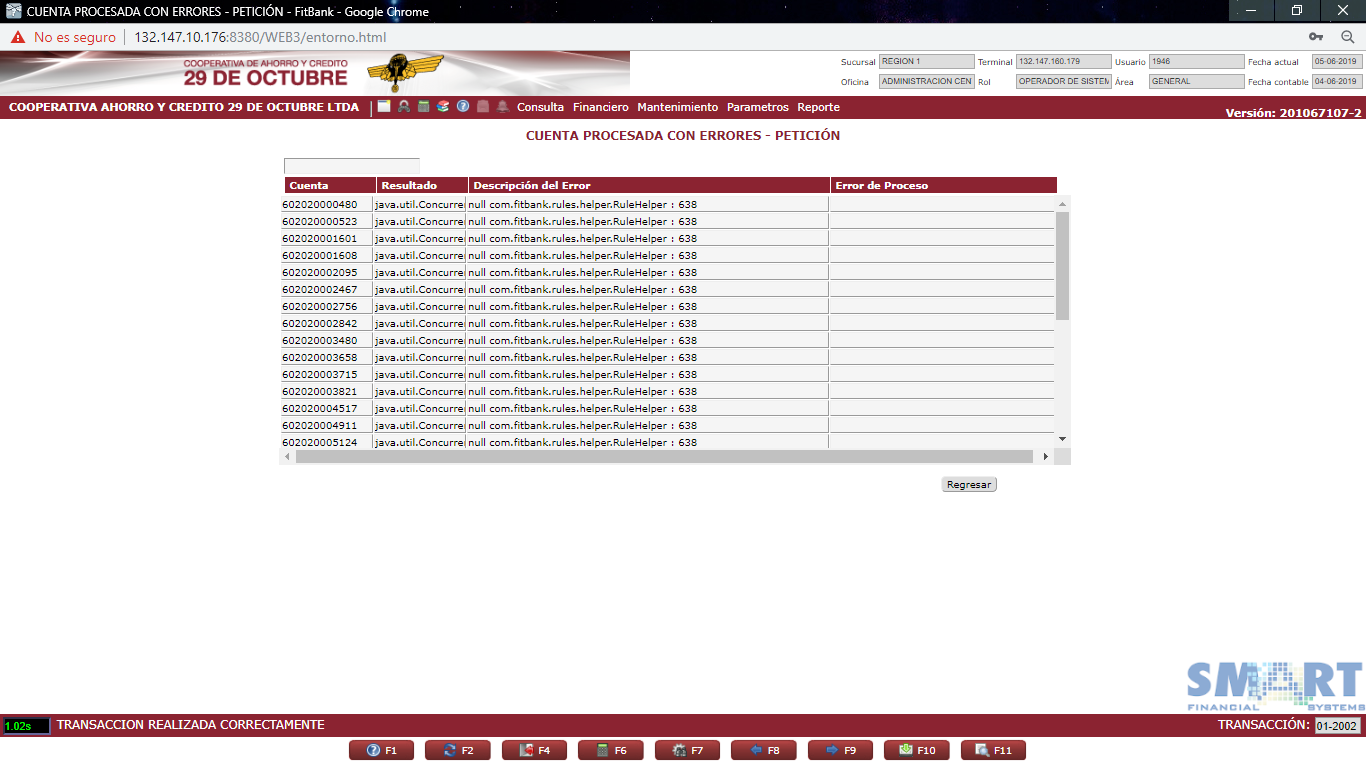 CUENTA PROCESADA CON ERRORES - PETICIÓN - FitBank - Google Chrome
No es seguro | 132.147.10.176:8380/WEB3/entorno.html
COOPERATIVA DE AHORRO Y CREDITO
29 DE OCTUBRE
Sucursal REGION 1 Terminal 132.147.160.179 Usuario 1946 Fecha actual 05-06-2019
Oficina ADMINISTRACION CEN Rol OPERADOR DE SISTEM Área GENERAL Fecha contable 04-06-2019
COOPERATIVA AHORRO Y CREDITO 29 DE OCTUBRE LTDA | Consulta Financiero Mantenimiento Parametros Reporte Versión: 201067107-2
CUENTA PROCESADA CON ERRORES - PETICIÓN
Cuenta Resultado Descripción del Error Error de Proceso
602020000480 java.util.Concurre null com.fitbank.rules.helper.RuleHelper : 638
602020000523 java.util.Concurre null com.fitbank.rules.helper.RuleHelper : 638
602020001601 java.util.Concurre null com.fitbank.rules.helper.RuleHelper : 638
602020001608 java.util.Concurre null com.fitbank.rules.helper.RuleHelper : 638
602020002095 java.util.Concurre null com.fitbank.rules.helper.RuleHelper : 638
602020002467 java.util.Concurre null com.fitbank.rules.helper.RuleHelper : 638
602020002756 java.util.Concurre null com.fitbank.rules.helper.RuleHelper : 638
602020002842 java.util.Concurre null com.fitbank.rules.helper.RuleHelper : 638
602020003480 java.util.Concurre null com.fitbank.rules.helper.RuleHelper : 638
602020003658 java.util.Concurre null com.fitbank.rules.helper.RuleHelper : 638
602020003715 java.util.Concurre null com.fitbank.rules.helper.RuleHelper : 638
602020003821 java.util.Concurre null com.fitbank.rules.helper.RuleHelper : 638
602020004517 java.util.Concurre null com.fitbank.rules.helper.RuleHelper : 638
602020004911 java.util.Concurre null com.fitbank.rules.helper.RuleHelper : 638
602020005124 java.util.Concurre null com.fitbank.rules.helper.RuleHelper : 638
Regresar
SMART
FINANCIAL SYSTEMS
1.02s TRANSACCION REALIZADA CORRECTAMENTE TRANSACCIÓN: 01-2002
F1 F2 F4 F6 F7 F8 F9 F10 F11